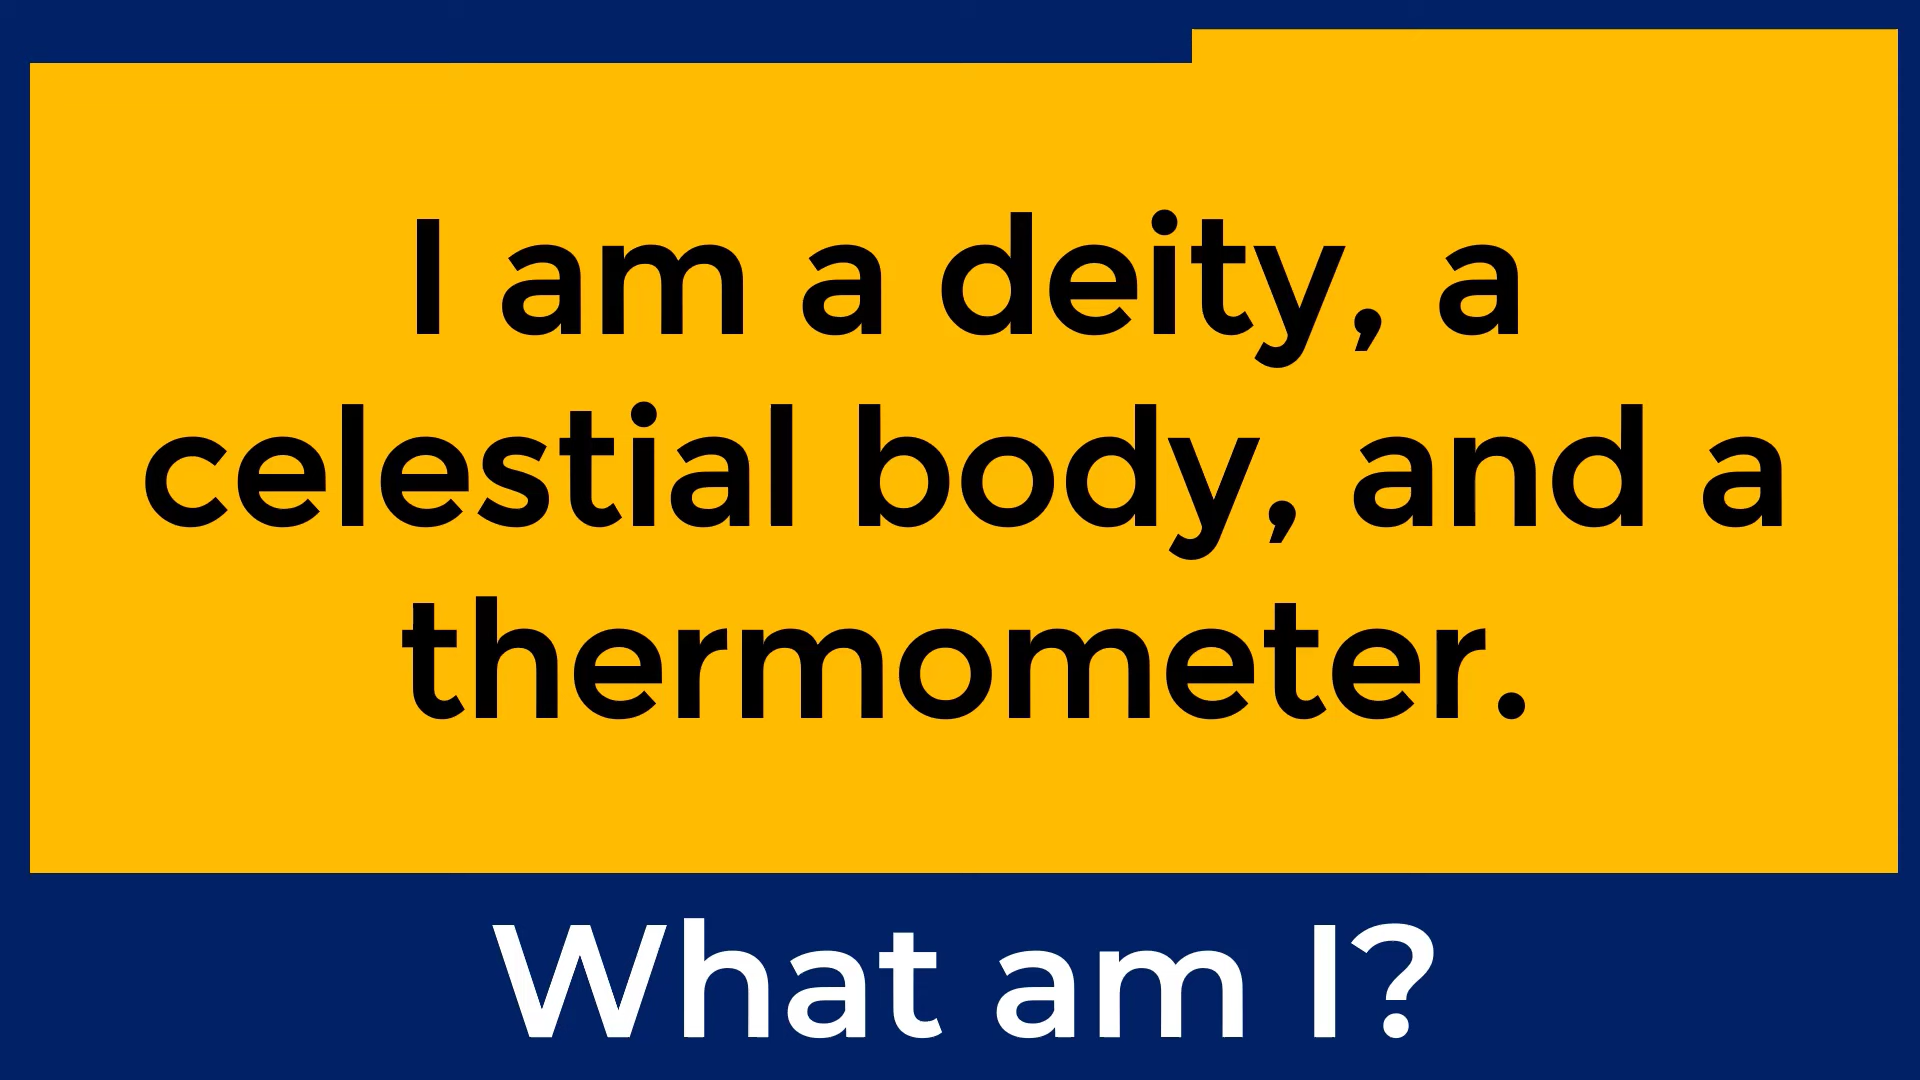 I am a deity, a
celestial body, and a
thermometer.
What am I?